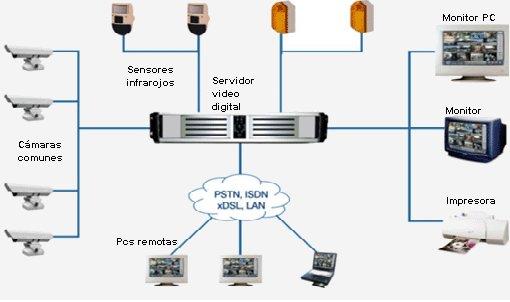 Monitor PC
Sensores
infrarojos
Servidor
video
digital
Monitor
Cámaras
comunes
PSTN, ISDN
xDSL, LAN
Impresora
Pcs remotas